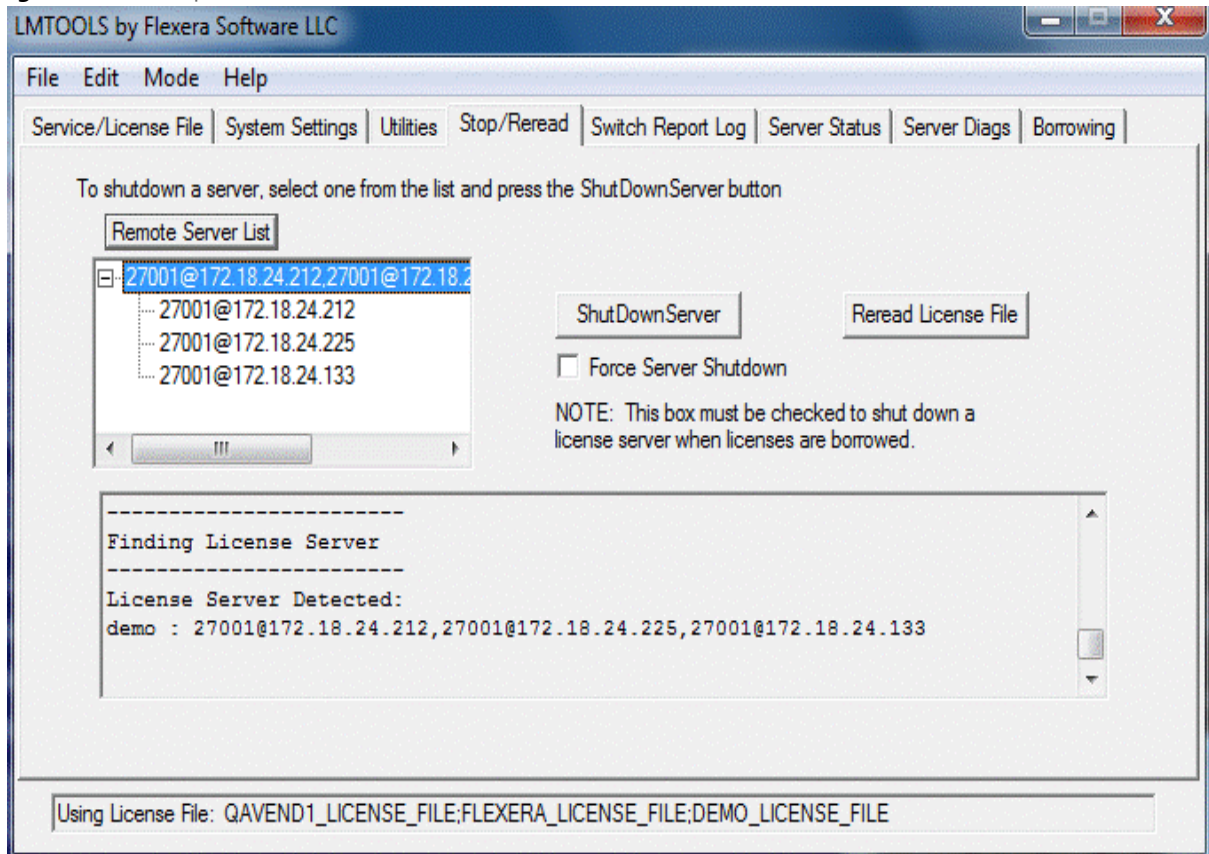 LMTOOLS by Flexera Software LLC
File Edit Mode Help
Service/License File System Settings Utilities Stop/Reread Switch Report Log Server Status Server Diags Borrowing
To shutdown a server, select one from the list and press the ShutDownServer button
Remote Server List
27001@172.18.24.212,27001@172.18.2
27001@172.18.24.212
27001@172.18.24.225
27001@172.18.24.133
ShutDownServer
Reread License File
Force Server Shutdown
NOTE: This box must be checked to shut down a
license server when licenses are borrowed.
------------------------
Finding License Server
------------------------
License Server Detected:
demo : 27001@172.18.24.212,27001@172.18.24.225,27001@172.18.24.133
Using License File: QAVEND1_LICENSE_FILE;FLEXERA_LICENSE_FILE;DEMO_LICENSE_FILE